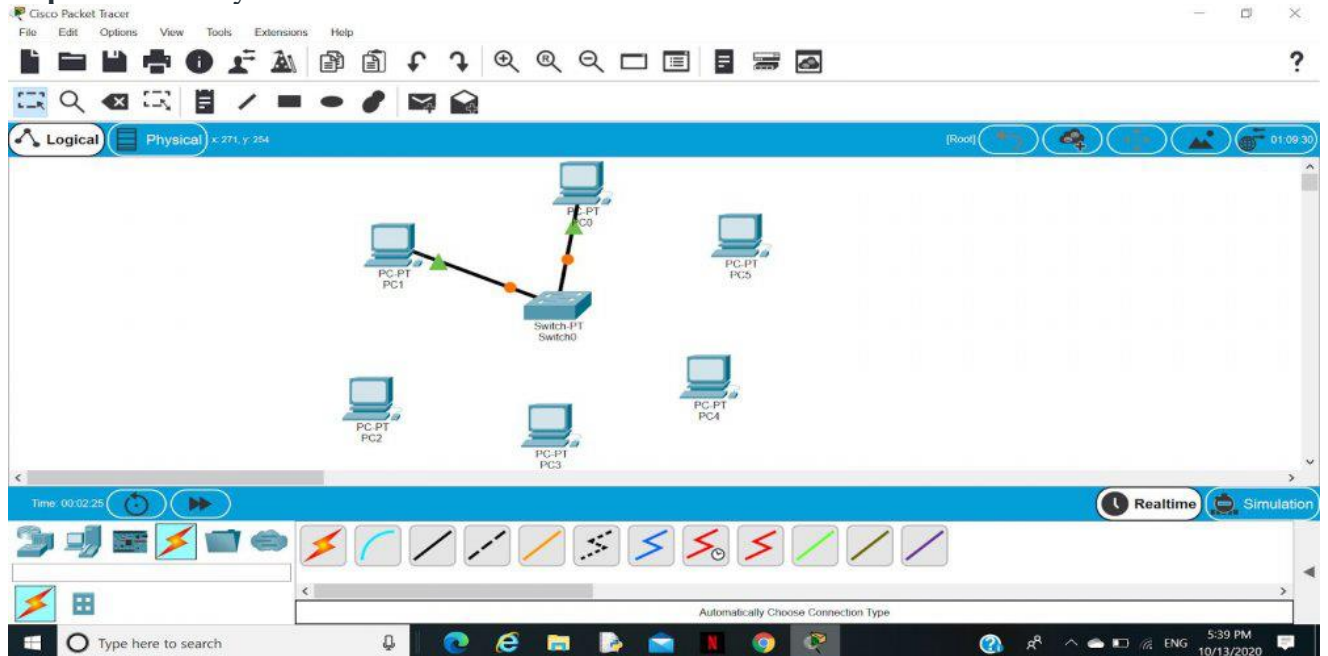 Cisco Packet Tracer
File Edit Options View Tools Extensions Help
?
Logical Physical x: 271, y: 254 [Root] 01:09:30
PC-PT
PC0
PC-PT
PC1
PC-PT
PC5
Switch-PT
Switch0
PC-PT
PC4
PC-PT
PC2
PC-PT
PC3
Time: 00:02:25 Realtime Simulation
Automatically Choose Connection Type
Type here to search ENG 5:39 PM
10/13/2020